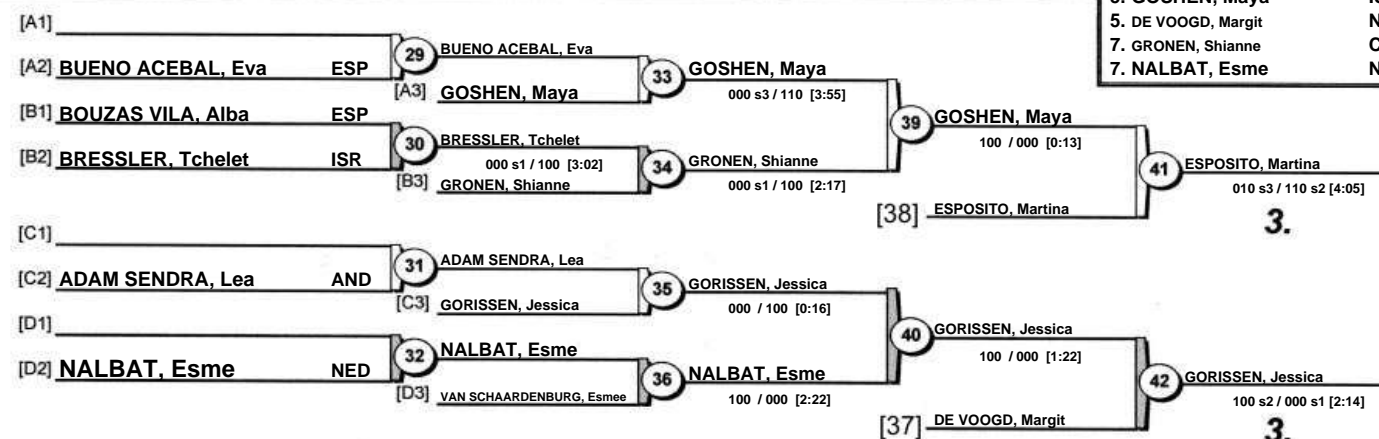 5. DE VOOGD, Margit N
7. GRONEN, Shianne C
7. NALBAT, Esme N
[A1]
[A2] BUENO ACEBAL, Eva ESP
29
BUENO ACEBAL, Eva
[A3] GOSHEN, Maya
33
GOSHEN, Maya
000 s3 / 110 [3:55]
[B1] BOUZAS VILA, Alba ESP
[B2] BRESSLER, Tchelet ISR
30
BRESSLER, Tchelet
000 s1 / 100 [3:02]
[B3] GRONEN, Shianne
34
GRONEN, Shianne
000 s1 / 100 [2:17]
39
GOSHEN, Maya
100 / 000 [0:13]
[38] ESPOSITO, Martina
41
ESPOSITO, Martina
010 s3 / 110 s2 [4:05]
3.
[C1]
[C2] ADAM SENDRA, Lea AND
31
ADAM SENDRA, Lea
[C3] GORISSEN, Jessica
35
GORISSEN, Jessica
000 / 100 [0:16]
[D1]
[D2] NALBAT, Esme NED
32
NALBAT, Esme
[D3] VAN SCHAARDENBURG, Esmee
36
NALBAT, Esme
100 / 000 [2:22]
40
GORISSEN, Jessica
100 / 000 [1:22]
[37] DE VOOGD, Margit
42
GORISSEN, Jessica
100 s2 / 000 s1 [2:14]
3.